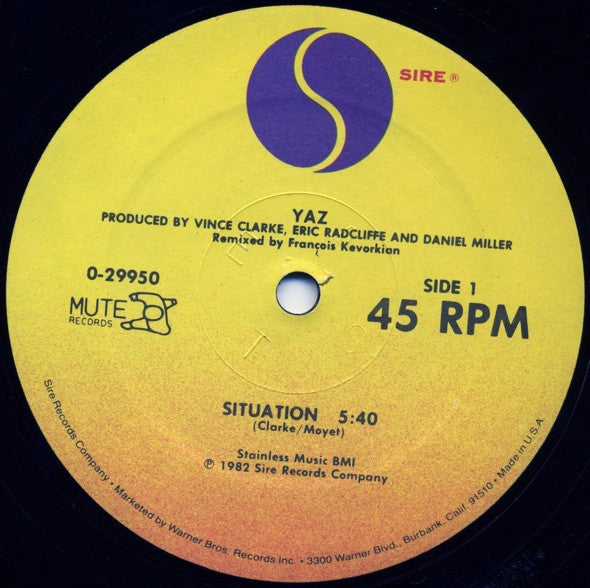 SIRE ®
YAZ
PRODUCED BY VINCE CLARKE, ERIC RADCLIFFE AND DANIEL MILLER
Remixed by François Kevorkian
0-29950
SIDE 1
MUTE
RECORDS
45 RPM
SITUATION 5:40
(Clarke/Moyet)
Stainless Music BMI
℗ 1982 Sire Records Company
Sire Records Company • Marketed by Warner Bros. Records Inc. • 3300 Warner Blvd., Burbank, Calif. 91510 • Made in U.S.A.